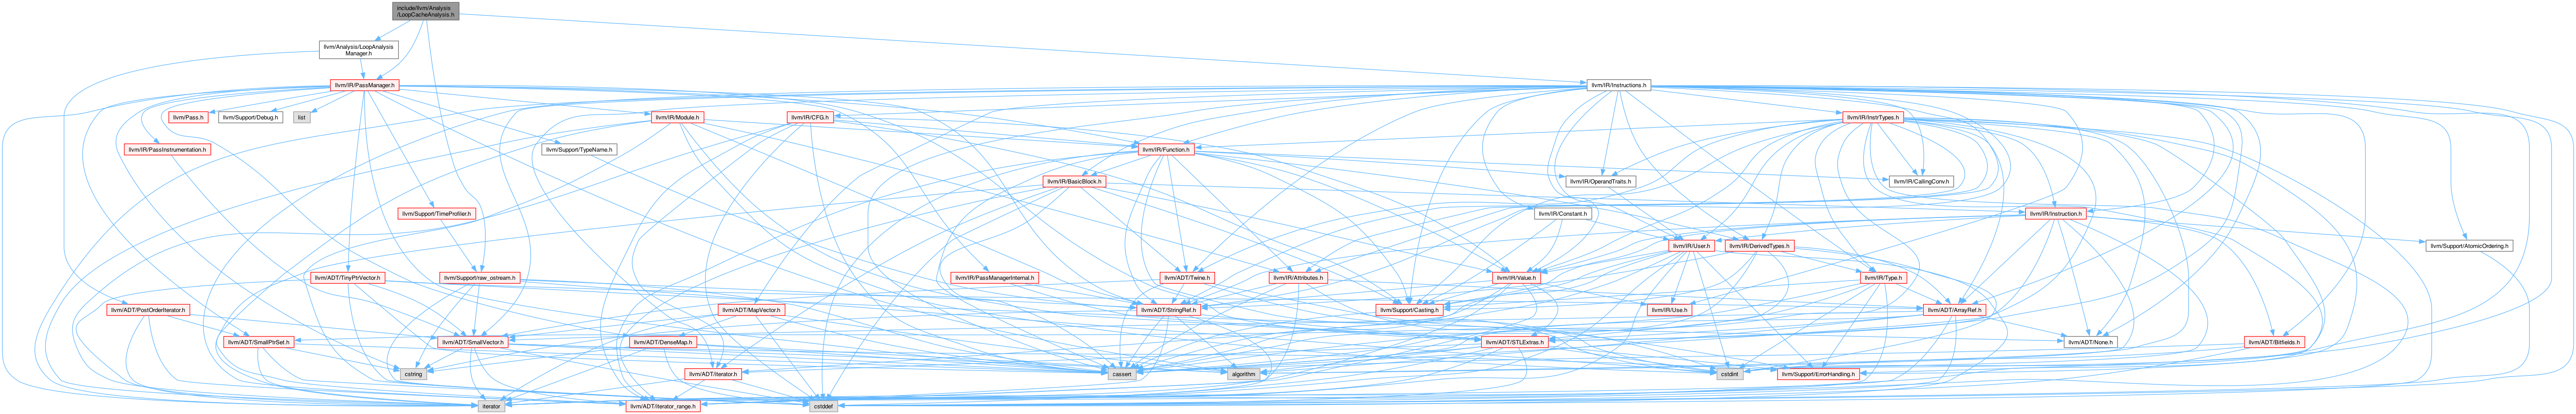 include/llvm/Analysis
/LoopCacheAnalysis.h
llvm/Analysis/LoopAnalysis
Manager.h
llvm/IR/PassManager.h
llvm/IR/Instructions.h
llvm/Pass.h
llvm/Support/Debug.h
list
llvm/IR/Module.h
llvm/IR/CFG.h
llvm/IR/InstrTypes.h
llvm/IR/PassInstrumentation.h
llvm/Support/TypeName.h
llvm/IR/Function.h
llvm/IR/BasicBlock.h
llvm/IR/OperandTraits.h
llvm/IR/CallingConv.h
llvm/Support/TimeProfiler.h
llvm/IR/Constant.h
llvm/IR/Instruction.h
llvm/IR/User.h
llvm/IR/DerivedTypes.h
llvm/Support/AtomicOrdering.h
llvm/ADT/TinyPtrVector.h
llvm/Support/raw_ostream.h
llvm/IR/PassManagerInternal.h
llvm/ADT/Twine.h
llvm/IR/Attributes.h
llvm/IR/Value.h
llvm/IR/Type.h
llvm/ADT/PostOrderIterator.h
llvm/ADT/MapVector.h
llvm/ADT/StringRef.h
llvm/Support/Casting.h
llvm/IR/Use.h
llvm/ADT/ArrayRef.h
llvm/ADT/SmallPtrSet.h
llvm/ADT/SmallVector.h
llvm/ADT/DenseMap.h
llvm/ADT/STLExtras.h
llvm/ADT/None.h
llvm/ADT/Bitfields.h
cstring
llvm/ADT/iterator.h
cassert
algorithm
cstdint
llvm/Support/ErrorHandling.h
iterator
llvm/ADT/iterator_range.h
cstddef